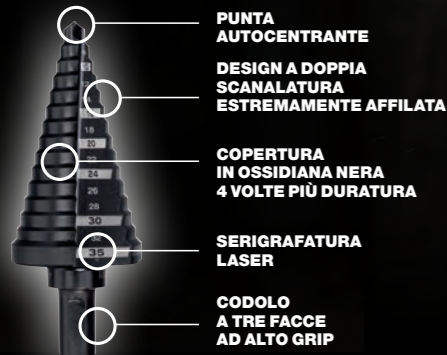 PUNTA
AUTOCENTRANTE
DESIGN A DOPPIA
SCANALATURA
ESTREMAMENTE AFFILATA
COPERTURA
IN OSSIDIANA NERA
4 VOLTE PIÙ DURATURA
SERIGRAFATURA
LASER
CODOLO
A TRE FACCE
AD ALTO GRIP
18
20
22
24
26
28
30
32
35